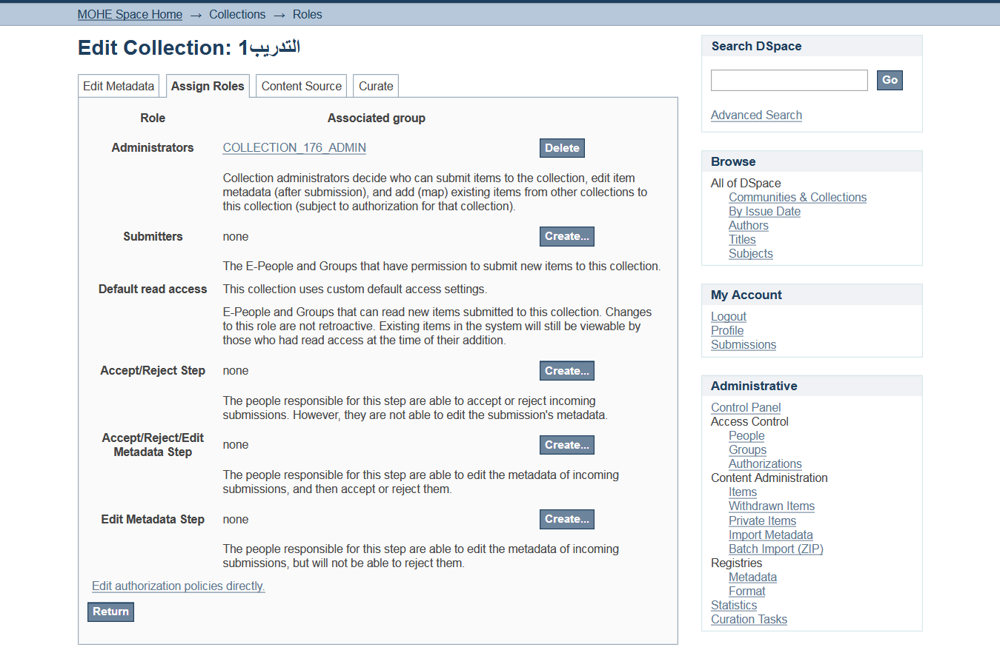 MOHE Space Home → Collections → Roles
Edit Collection: التدريب1
Edit Metadata
Assign Roles
Content Source
Curate
Role
Associated group
Administrators
COLLECTION_176_ADMIN
Delete
Collection administrators decide who can submit items to the collection, edit item
metadata (after submission), and add (map) existing items from other collections to
this collection (subject to authorization for that collection).
Submitters
none
Create...
The E-People and Groups that have permission to submit new items to this collection.
Default read access
This collection uses custom default access settings.
E-People and Groups that can read new items submitted to this collection. Changes
to this role are not retroactive. Existing items in the system will still be viewable by
those who had read access at the time of their addition.
Accept/Reject Step
none
Create...
The people responsible for this step are able to accept or reject incoming
submissions. However, they are not able to edit the submission's metadata.
Accept/Reject/Edit
Metadata Step
none
Create...
The people responsible for this step are able to edit the metadata of incoming
submissions, and then accept or reject them.
Edit Metadata Step
none
Create...
The people responsible for this step are able to edit the metadata of incoming
submissions, but will not be able to reject them.
Edit authorization policies directly.
Return
Search DSpace
Go
Advanced Search
Browse
All of DSpace
Communities & Collections
By Issue Date
Authors
Titles
Subjects
My Account
Logout
Profile
Submissions
Administrative
Control Panel
Access Control
People
Groups
Authorizations
Content Administration
Items
Withdrawn Items
Private Items
Import Metadata
Batch Import (ZIP)
Registries
Metadata
Format
Statistics
Curation Tasks